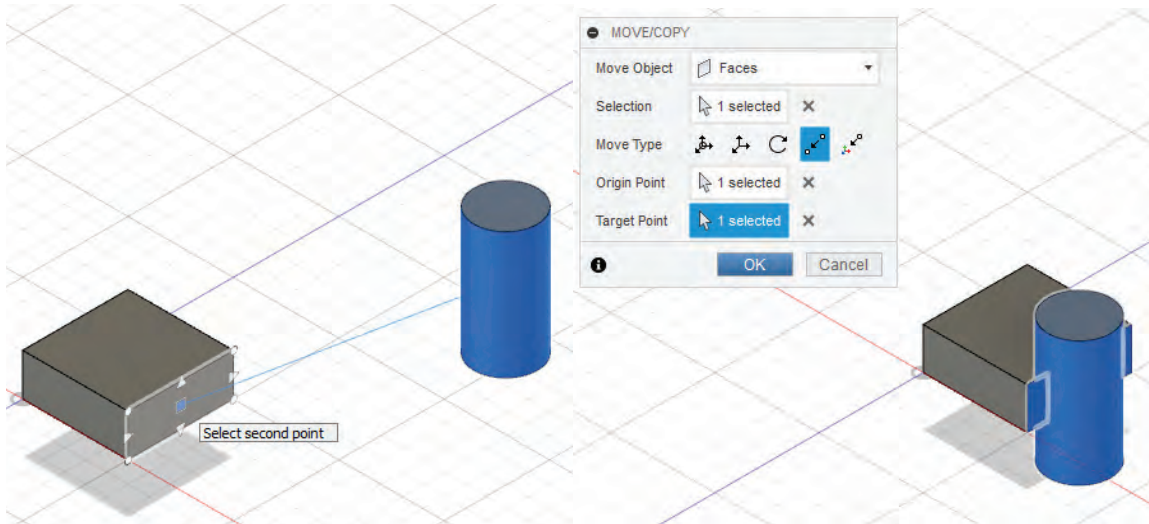 Select second point
MOVE/COPY
Move Object Faces
Selection 1 selected
Move Type
Origin Point 1 selected
Target Point 1 selected
OK Cancel